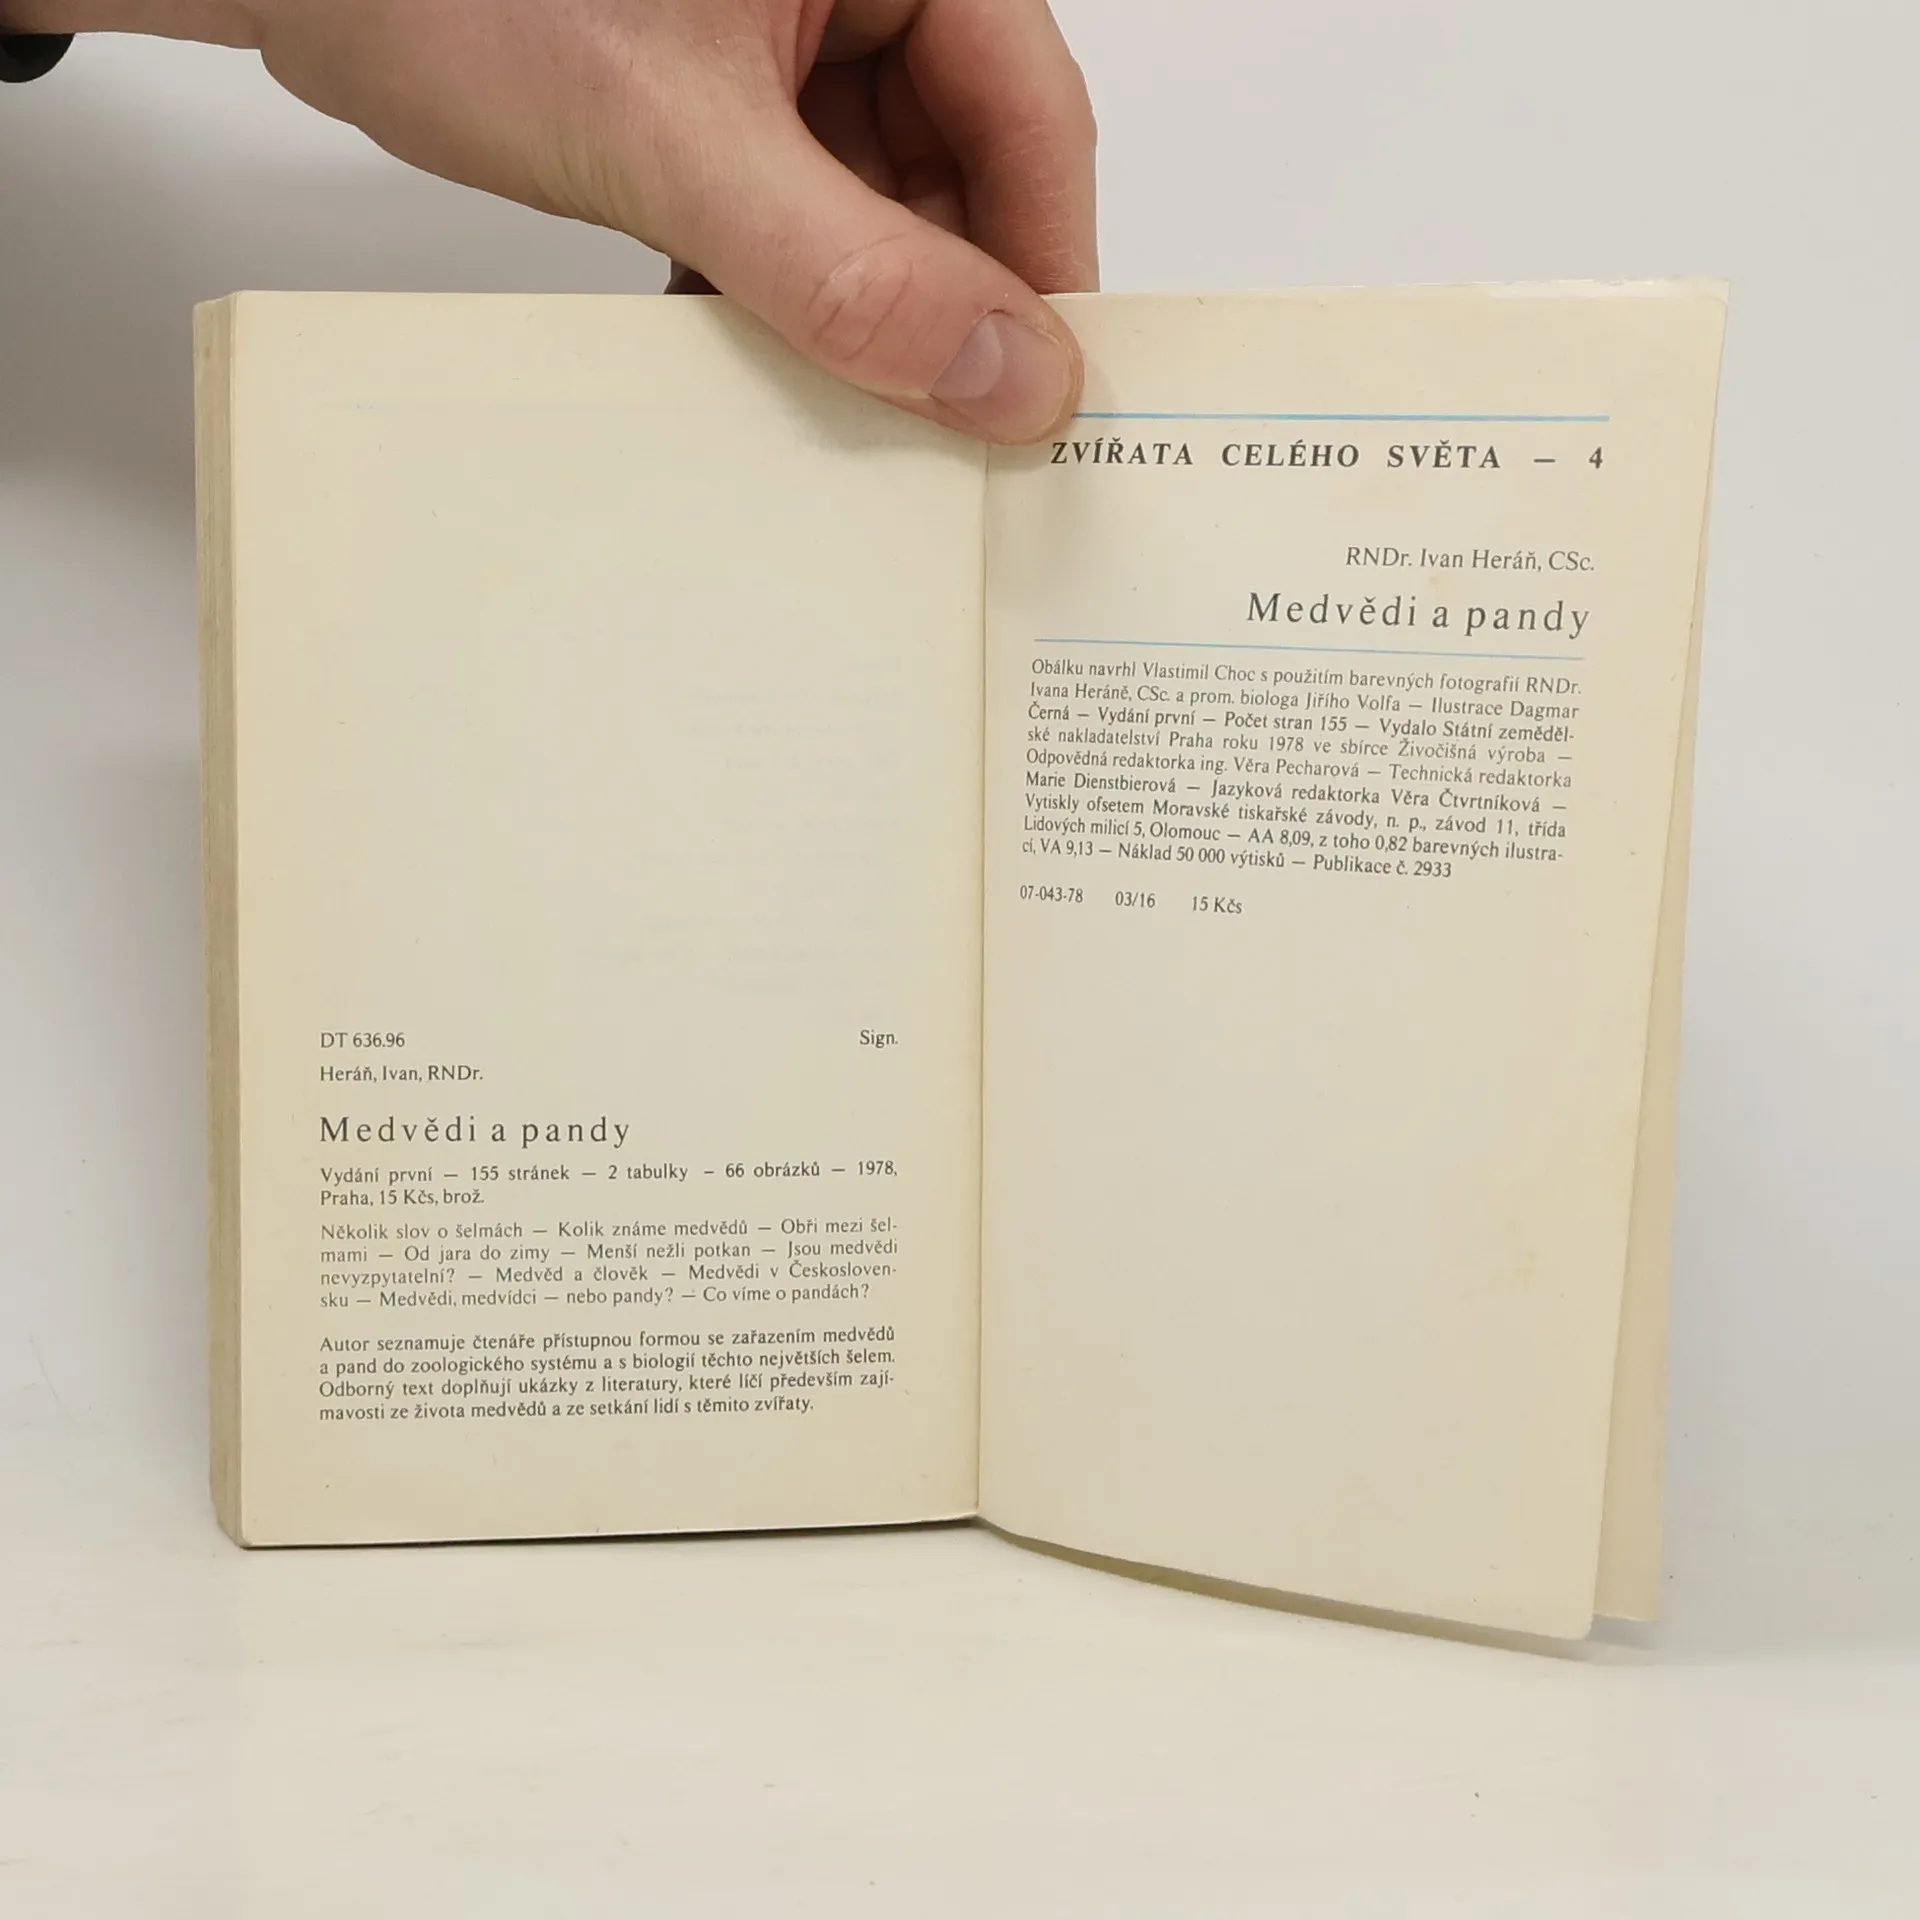 DT 636.96 Sign.
Heráň, Ivan, RNDr.
Medvědi a pandy
Vydání první — 155 stránek — 2 tabulky – 66 obrázků — 1978,
Praha, 15 Kčs, brož.
Několik slov o šelmách — Kolik známe medvědů — Obři mezi šel-
mami — Od jara do zimy — Menší nežli potkan — Jsou medvědi
nevyzpytatelní? — Medvěd a člověk — Medvědi v Českosloven-
sku — Medvědi, medvídci — nebo pandy? — Co víme o pandách?
Autor seznamuje čtenáře přístupnou formou se zařazením medvědů
a pand do zoologického systému a s biologií těchto největších šelem.
Odborný text doplňují ukázky z literatury, které líčí především zají-
mavosti ze života medvědů a ze setkání lidí s těmito zvířaty.
ZVÍŘATA CELÉHO SVĚTA — 4
RNDr. Ivan Heráň, CSc.
Medvědi a pandy
Obálku navrhl Vlastimil Choc s použitím barevných fotografií RNDr.
Ivana Heráně, CSc. a prom. biologa Jiřího Volfa — Ilustrace Dagmar
Černá — Vydání první — Počet stran 155 — Vydalo Státní zeměděl-
ské nakladatelství Praha roku 1978 ve sbírce Živočišná výroba —
Odpovědná redaktorka ing. Věra Pecharová — Technická redaktorka
Marie Dienstbierová — Jazyková redaktorka Věra Čtvrtníková —
Vytiskly ofsetem Moravské tiskařské závody, n. p., závod 11, třída
Lidových milicí 5, Olomouc — AA 8,09, z toho 0,82 barevných ilustra-
cí, VA 9,13 — Náklad 50 000 výtisků — Publikace č. 2933
07-043-78 03/16 15 Kčs